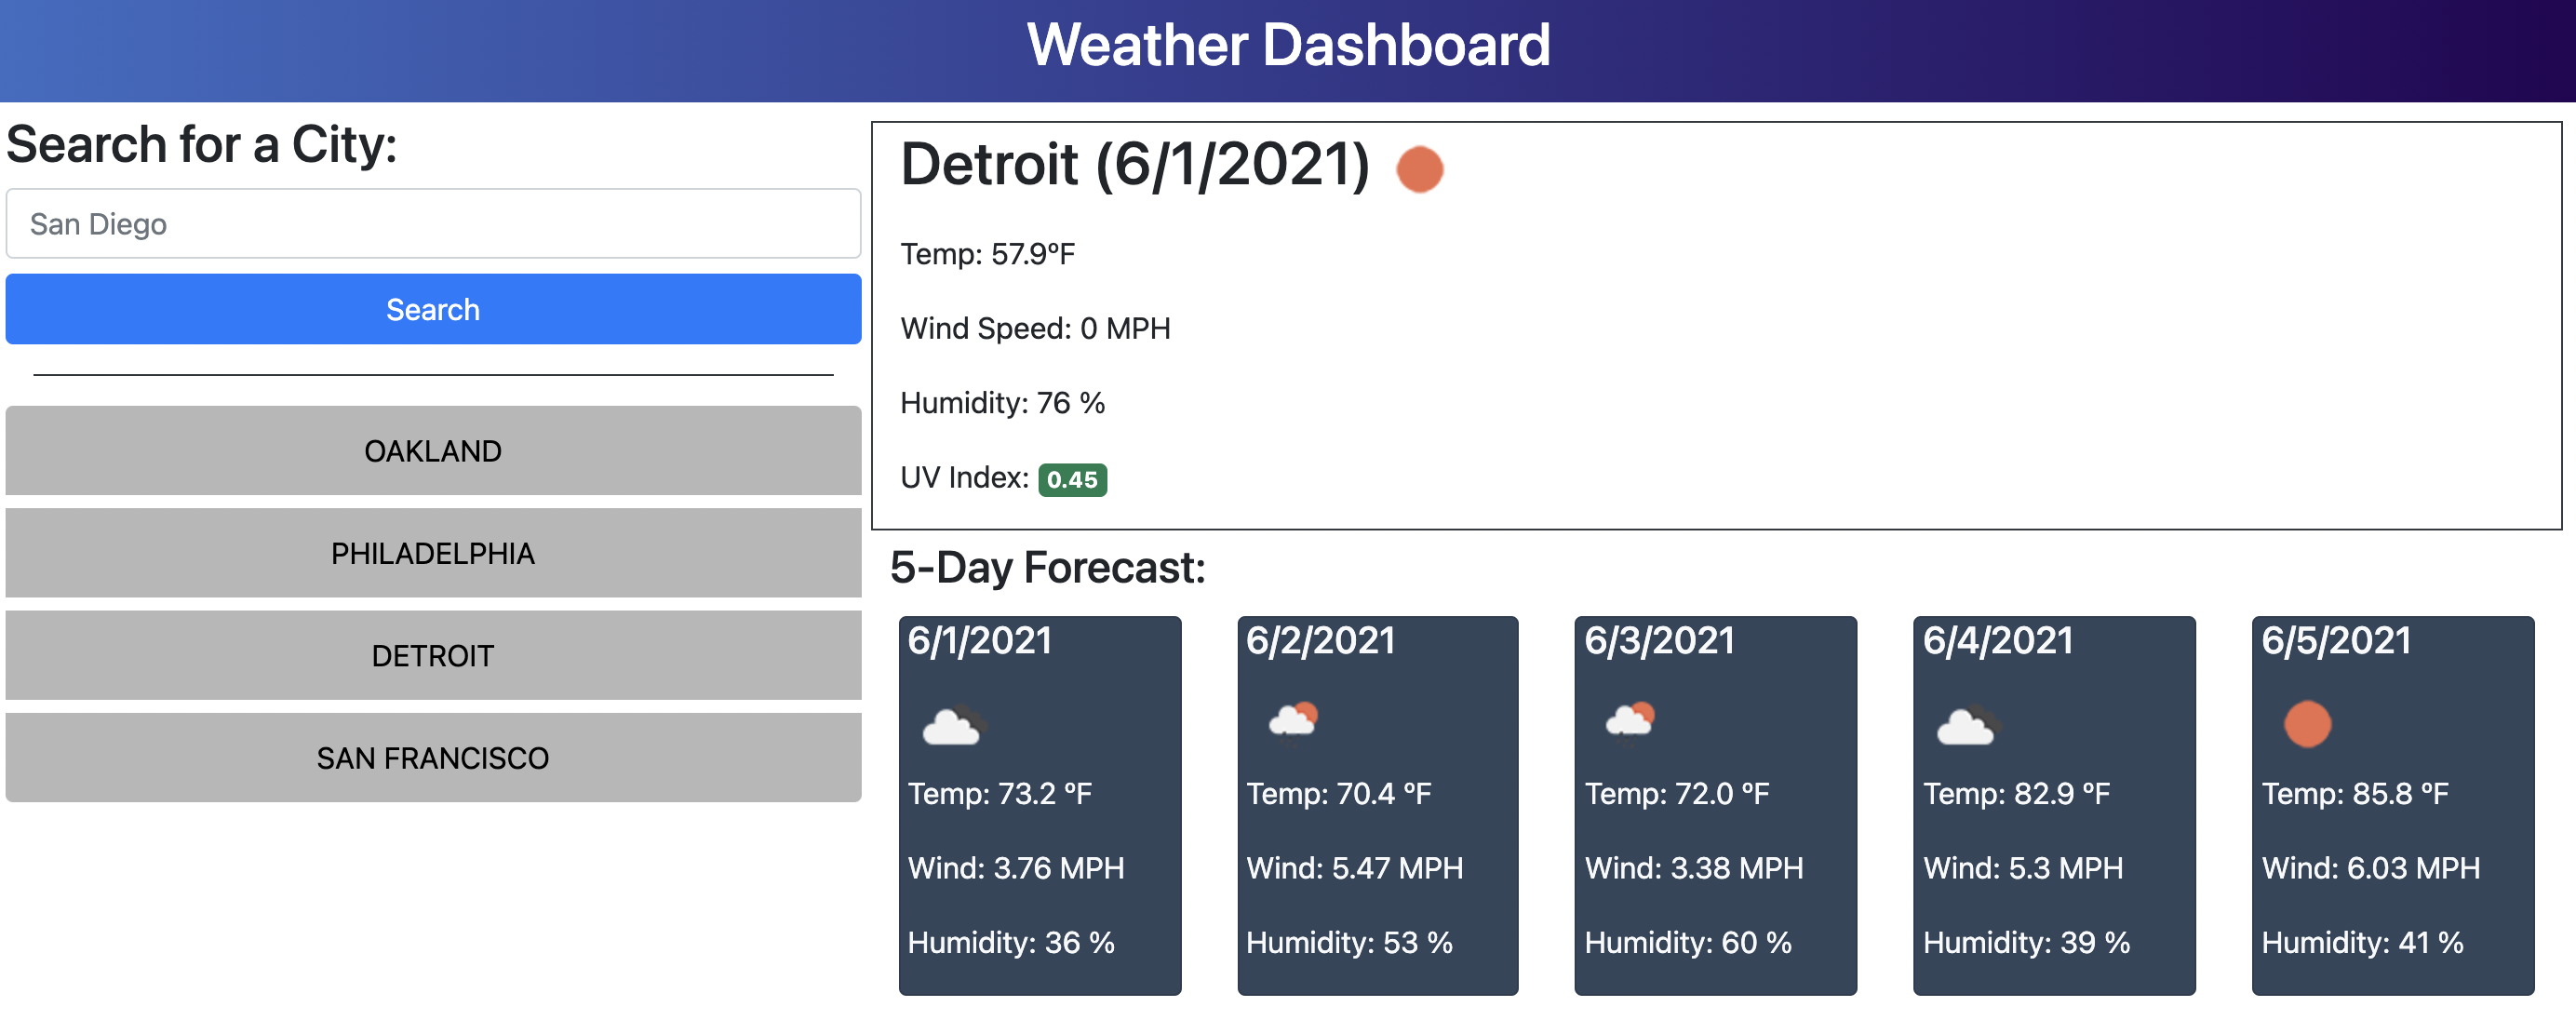 Weather Dashboard
Search for a City:
San Diego
Search
OAKLAND
PHILADELPHIA
DETROIT
SAN FRANCISCO
Detroit (6/1/2021)
Temp: 57.9°F
Wind Speed: 0 MPH
Humidity: 76 %
UV Index: 0.45
5-Day Forecast:
6/1/2021
Temp: 73.2 °F
Wind: 3.76 MPH
Humidity: 36 %
6/2/2021
Temp: 70.4 °F
Wind: 5.47 MPH
Humidity: 53 %
6/3/2021
Temp: 72.0 °F
Wind: 3.38 MPH
Humidity: 60 %
6/4/2021
Temp: 82.9 °F
Wind: 5.3 MPH
Humidity: 39 %
6/5/2021
Temp: 85.8 °F
Wind: 6.03 MPH
Humidity: 41 %